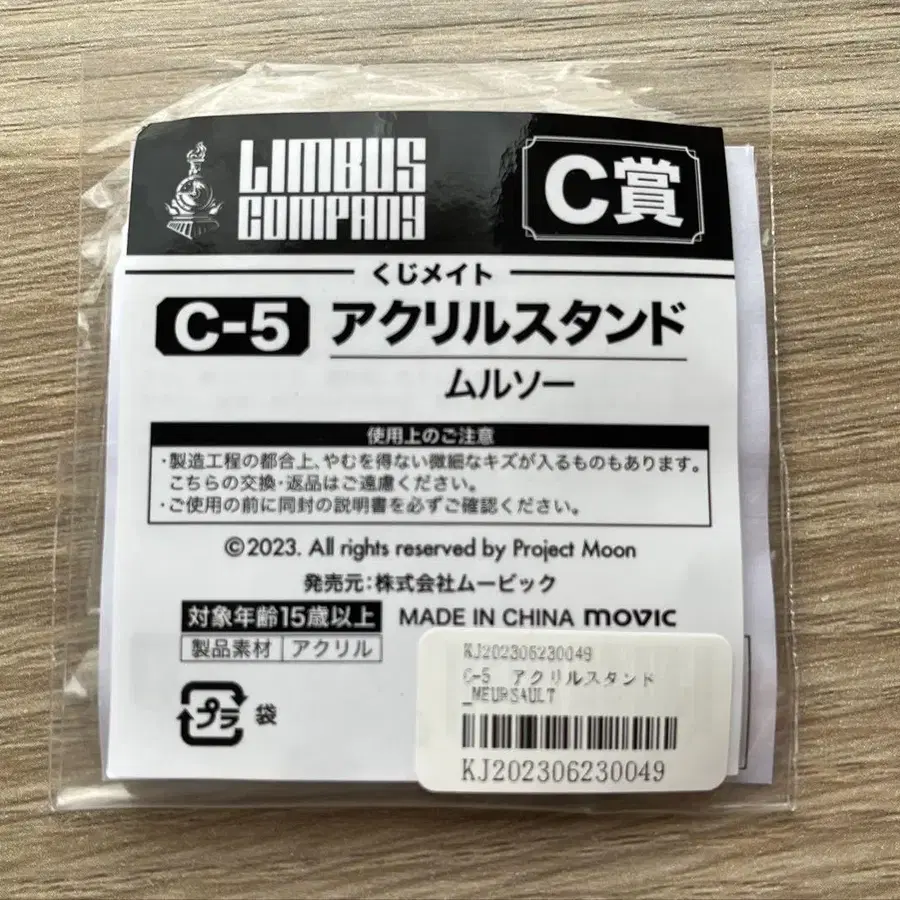 LIMBUS
COMPANY
C賞
くじメイト
C-5 アクリルスタンド
ムルソー
使用上のご注意
・製造工程の都合上、やむを得ない微細なキズが入るものもあります。
こちらの交換・返品はご遠慮ください。
・ご使用の前に同封の説明書を必ずご確認ください。
©2023. All rights reserved by Project Moon
発売元:株式会社ムービック
対象年齢15歳以上 MADE IN CHINA movic
製品素材 アクリル
プラ 袋
KJ202306230049
C-5 アクリルスタンド
_MEURSAULT
KJ202306230049